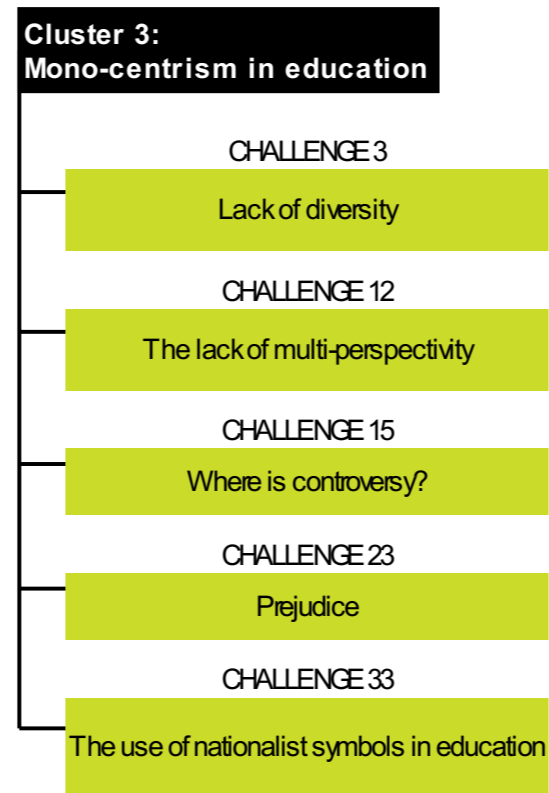 Cluster 3:
Mono-centrism in education
CHALLENGE 3
Lack of diversity
CHALLENGE 12
The lack of multi-perspectivity
CHALLENGE 15
Where is controversy?
CHALLENGE 23
Prejudice
CHALLENGE 33
The use of nationalist symbols in education